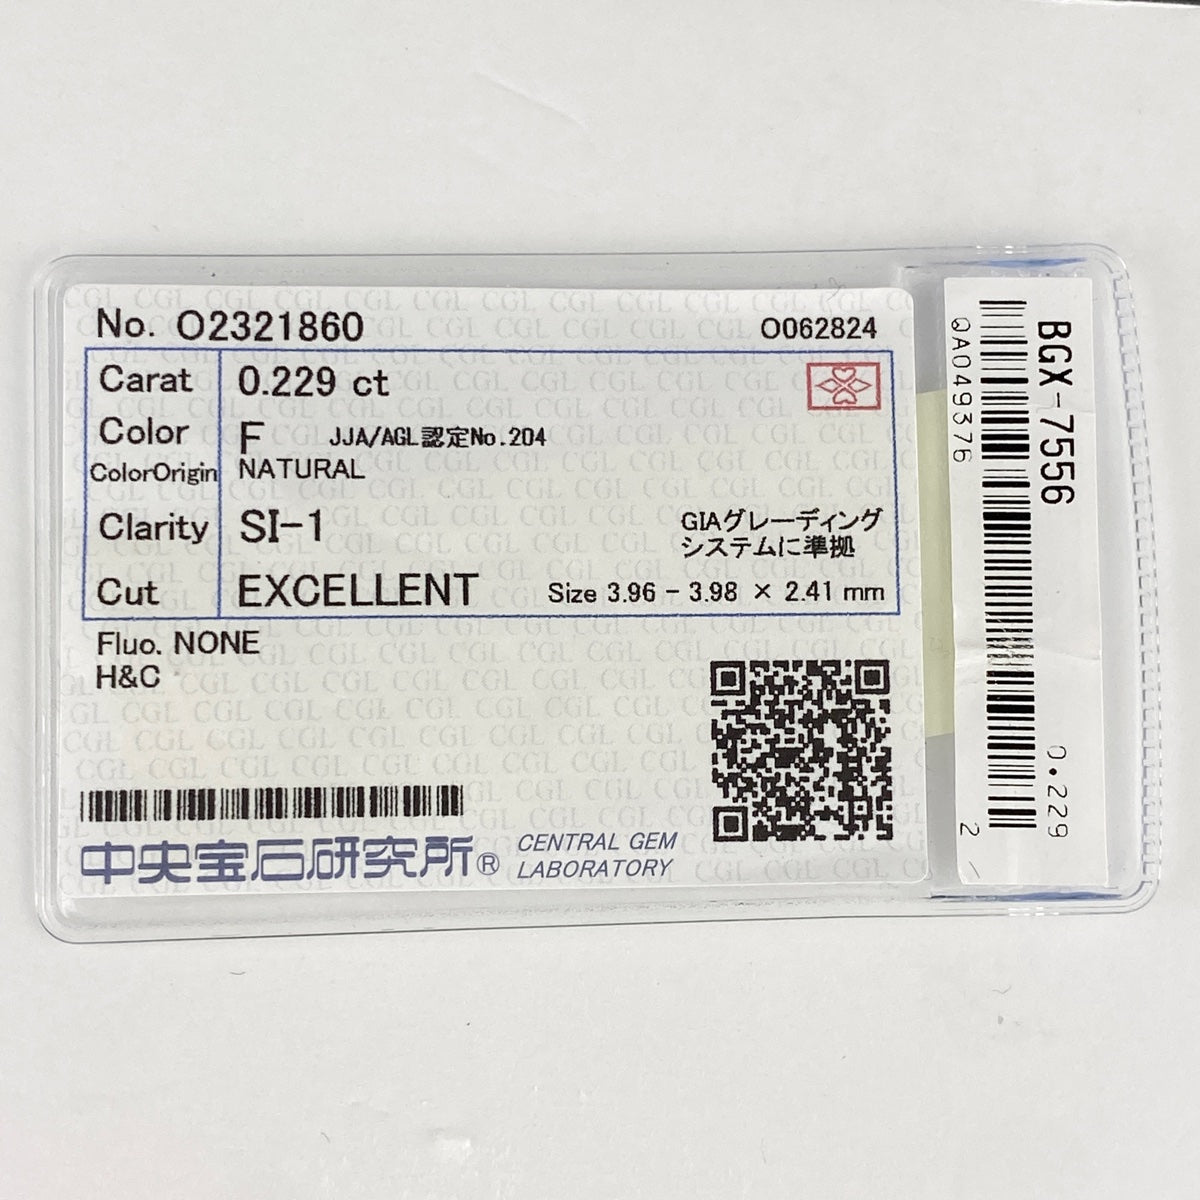 No. O2321860
O062824
Carat 0.229 ct
Color F JJA/AGL認定No.204
ColorOrigin NATURAL
Clarity SI-1
GIAグレーディング
システムに準拠
Cut EXCELLENT Size 3.96 - 3.98 × 2.41 mm
Fluo. NONE
H&C
中央宝石研究所®
CENTRAL GEM
LABORATORY
BGX-7556
QA049376
0.229
2